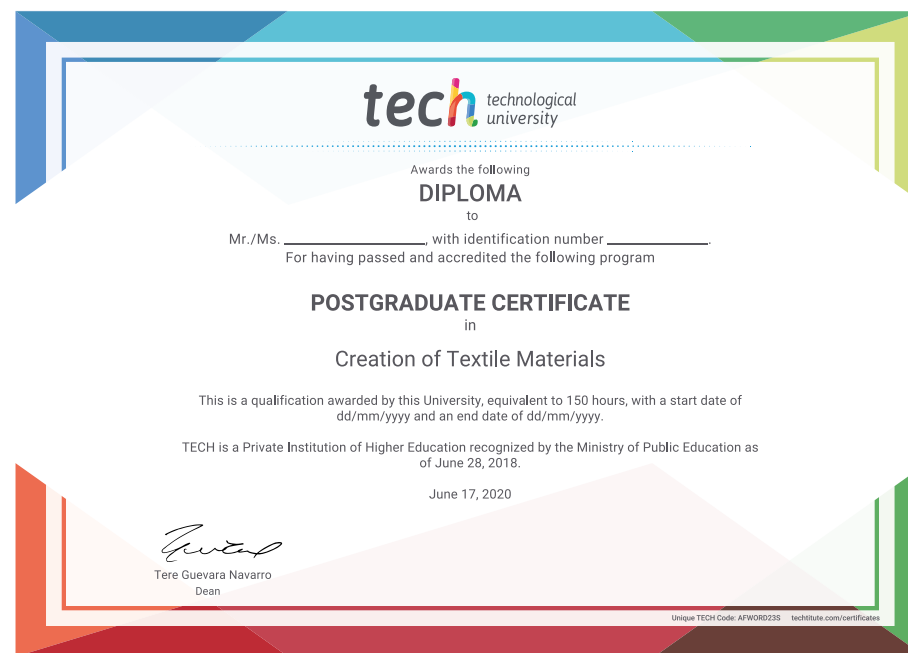 tech technological
university
Awards the following
DIPLOMA
to
Mr./Ms. ____________, with identification number ____________.
For having passed and accredited the following program
POSTGRADUATE CERTIFICATE
in
Creation of Textile Materials
This is a qualification awarded by this University, equivalent to 150 hours, with a start date of
dd/mm/yyyy and an end date of dd/mm/yyyy.
TECH is a Private Institution of Higher Education recognized by the Ministry of Public Education as
of June 28, 2018.
June 17, 2020
Tere Guevara Navarro
Dean
Unique TECH Code: AFWORD23S techtitute.com/certificates